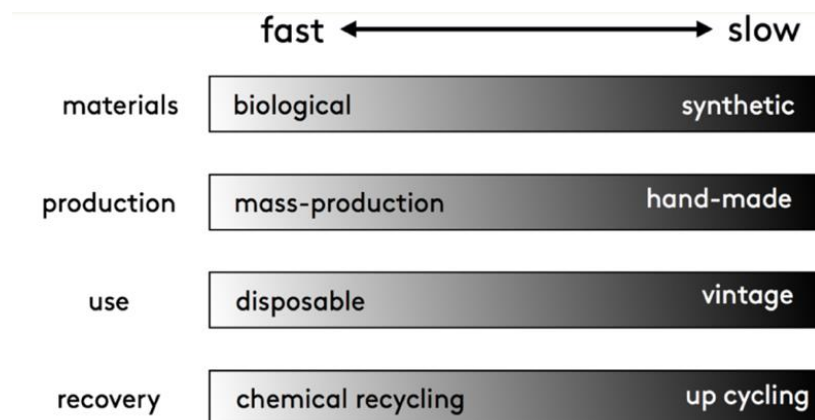 fast slow
materials biological synthetic
production mass-production hand-made
use disposable vintage
recovery chemical recycling up cycling